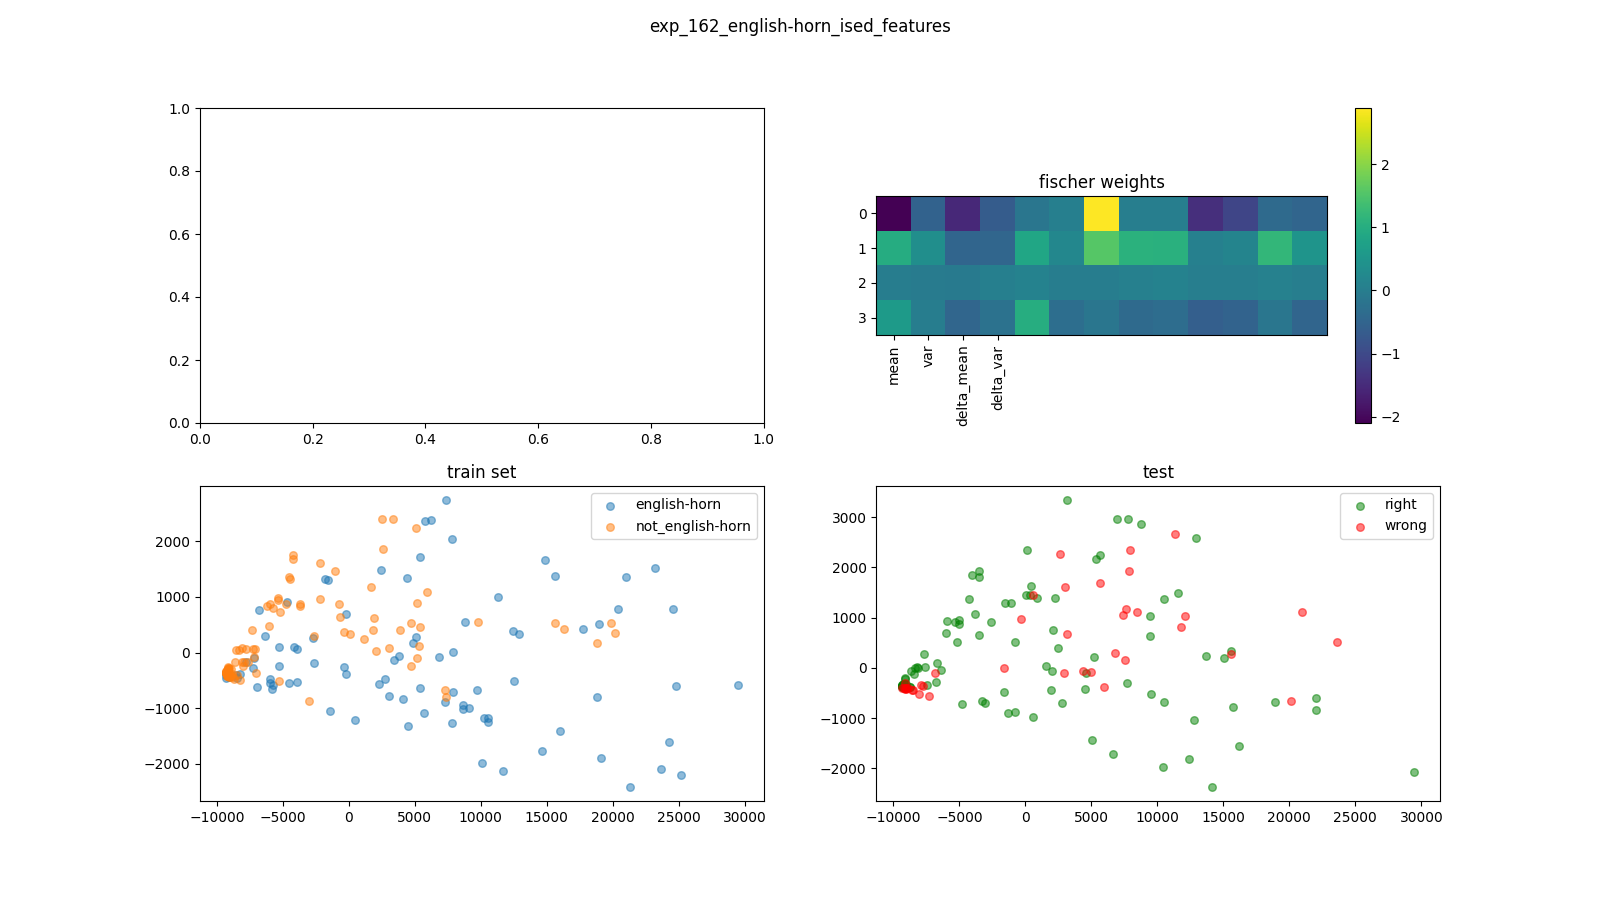 exp_162_english-horn_ised_features
1.0
0.8
0.6
0.4
0.2
0.0
0.0 0.2 0.4 0.6 0.8 1.0
fischer weights
0
1
2
3
mean var delta_mean delta_var
2
1
0
−1
−2
train set
english-horn
not_english-horn
2000
1000
0
−1000
−2000
−10000 −5000 0 5000 10000 15000 20000 25000 30000
test
right
wrong
3000
2000
1000
0
−1000
−2000
−10000 −5000 0 5000 10000 15000 20000 25000 30000